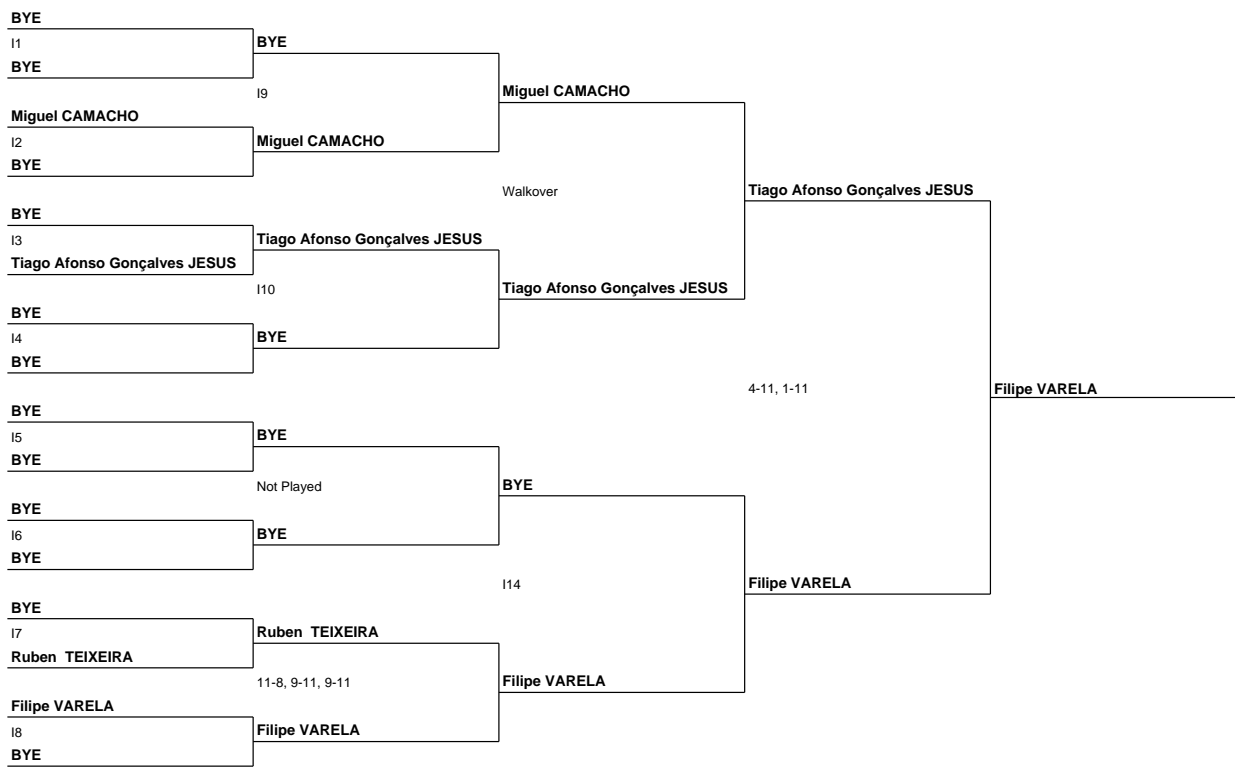 BYE
I1
BYE
BYE
I9
Miguel CAMACHO
Miguel CAMACHO
I2
Miguel CAMACHO
BYE
Walkover
Tiago Afonso Gonçalves JESUS
BYE
I3
Tiago Afonso Gonçalves JESUS
Tiago Afonso Gonçalves JESUS
I10
Tiago Afonso Gonçalves JESUS
BYE
I4
BYE
BYE
4-11, 1-11
Filipe VARELA
BYE
I5
BYE
BYE
Not Played
BYE
BYE
I6
BYE
BYE
I14
Filipe VARELA
BYE
I7
Ruben  TEIXEIRA
Ruben  TEIXEIRA
11-8, 9-11, 9-11
Filipe VARELA
Filipe VARELA
I8
Filipe VARELA
BYE